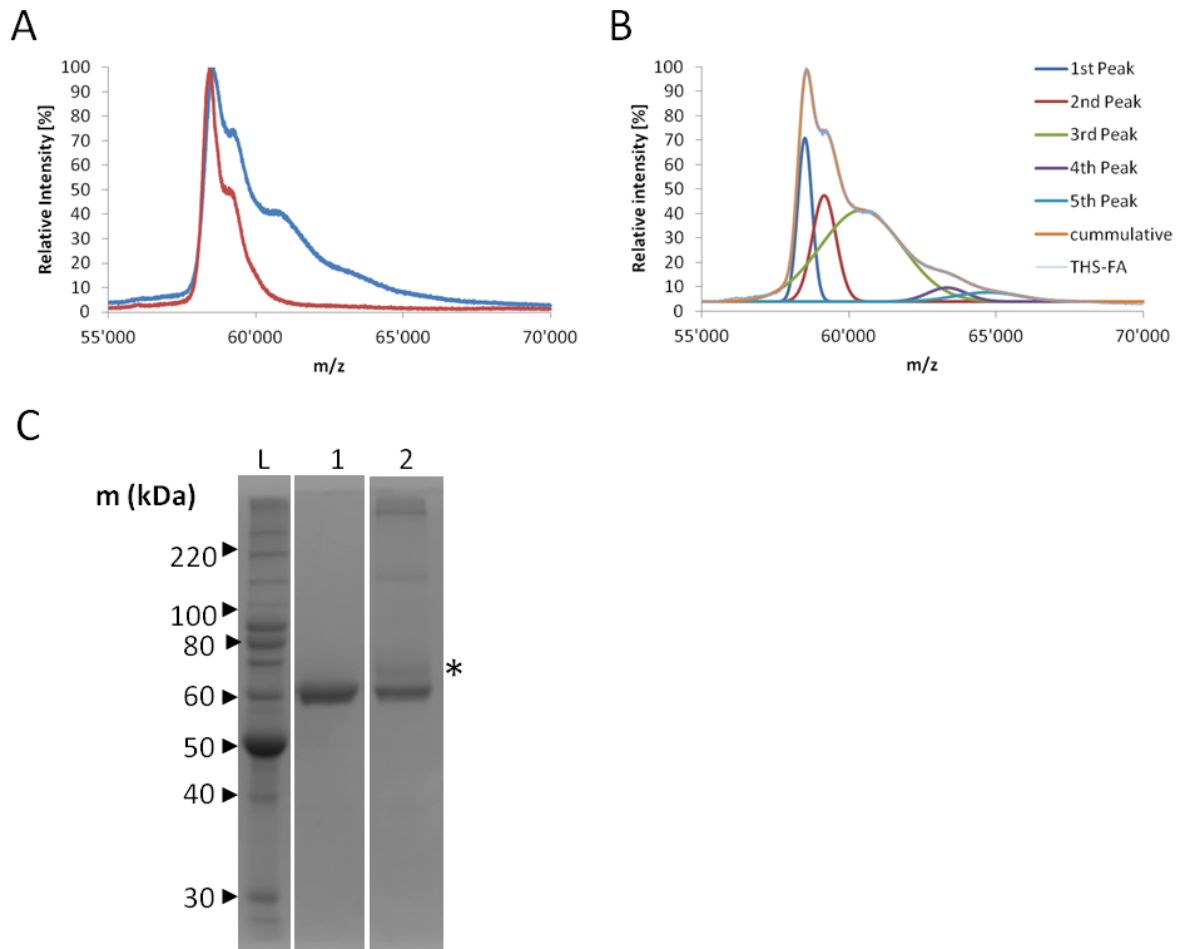 A
Relative Intensity [%]
100
90
80
70
60
50
40
30
20
10
0
55'000
60'000
65'000
70'000
m/z
B
Relative intensity [%]
100
90
80
70
60
50
40
30
20
10
0
55'000
60'000
65'000
70'000
m/z
1st Peak
2nd Peak
3rd Peak
4th Peak
5th Peak
cummulative
THS-FA
C
L 1 2
m (kDa)
220
100
80
*
60
50
40
30